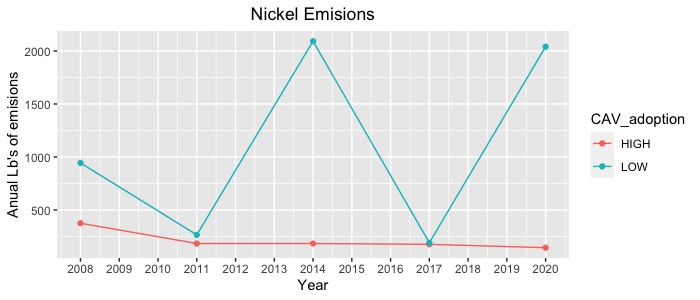 Nickel Emisions
2000
1500
1000
500
Anual Lb's of emisions
2008 2009 2010 2011 2012 2013 2014 2015 2016 2017 2018 2019 2020
Year
CAV_adoption
HIGH
LOW